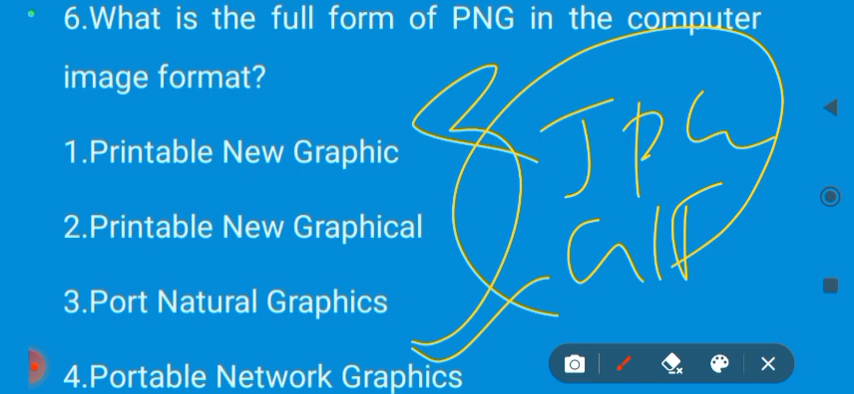 6.What is the full form of PNG in the computer
image format?
1.Printable New Graphic
JPG
2.Printable New Graphical
GIF
3.Port Natural Graphics
4.Portable Network Graphics